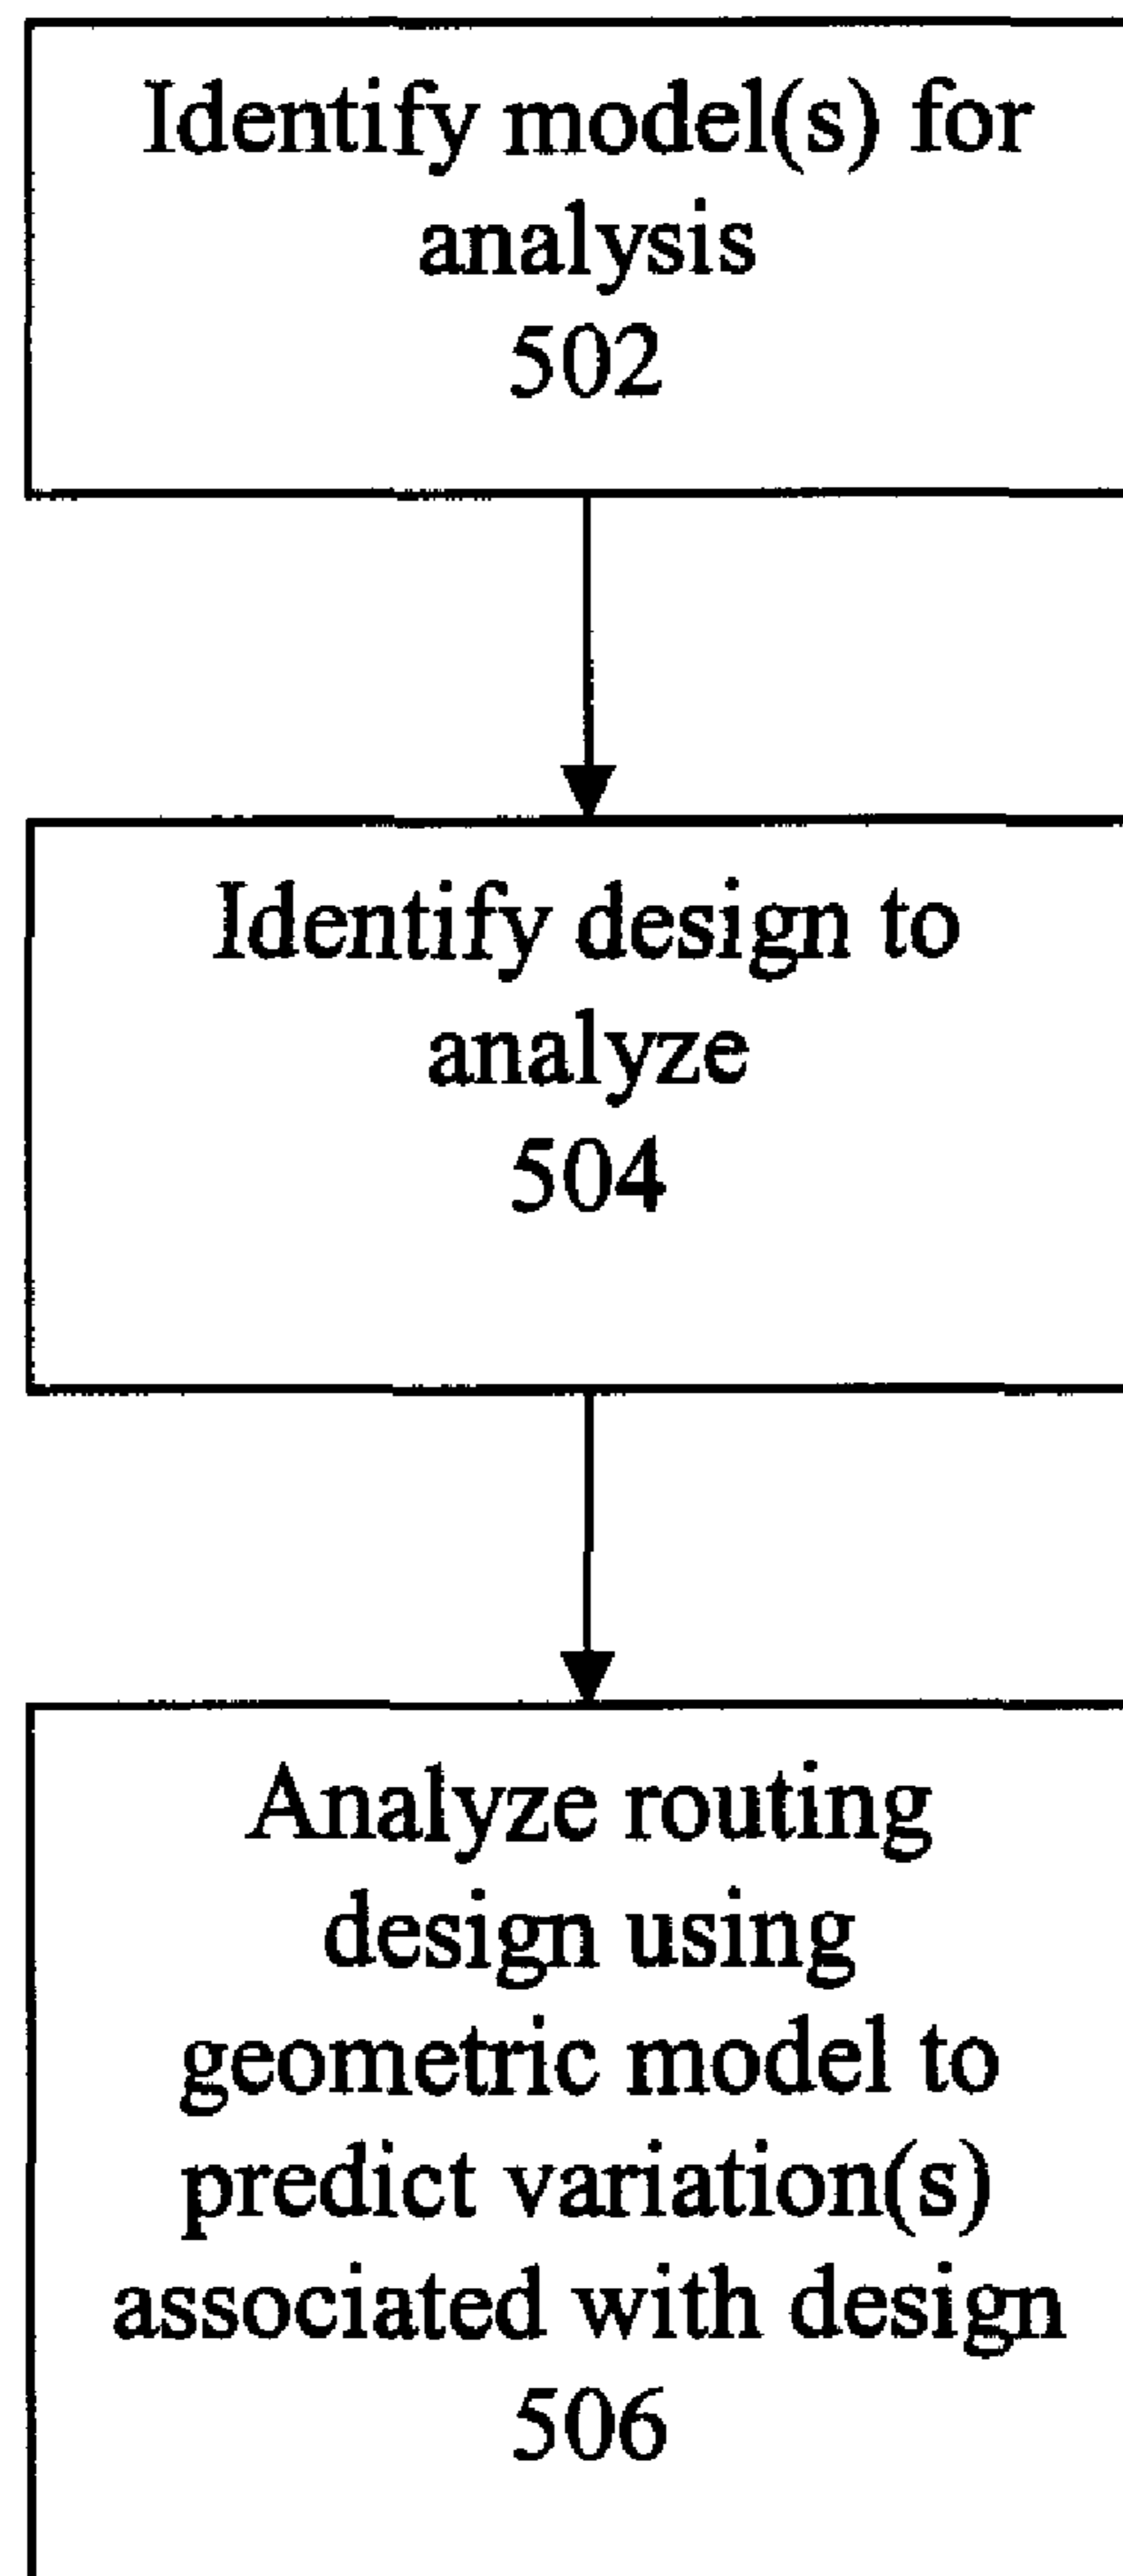 Identify model(s) for
analysis
502
Identify design to
analyze
504
Analyze routing
design using
geometric model to
predict variation(s)
associated with design
506